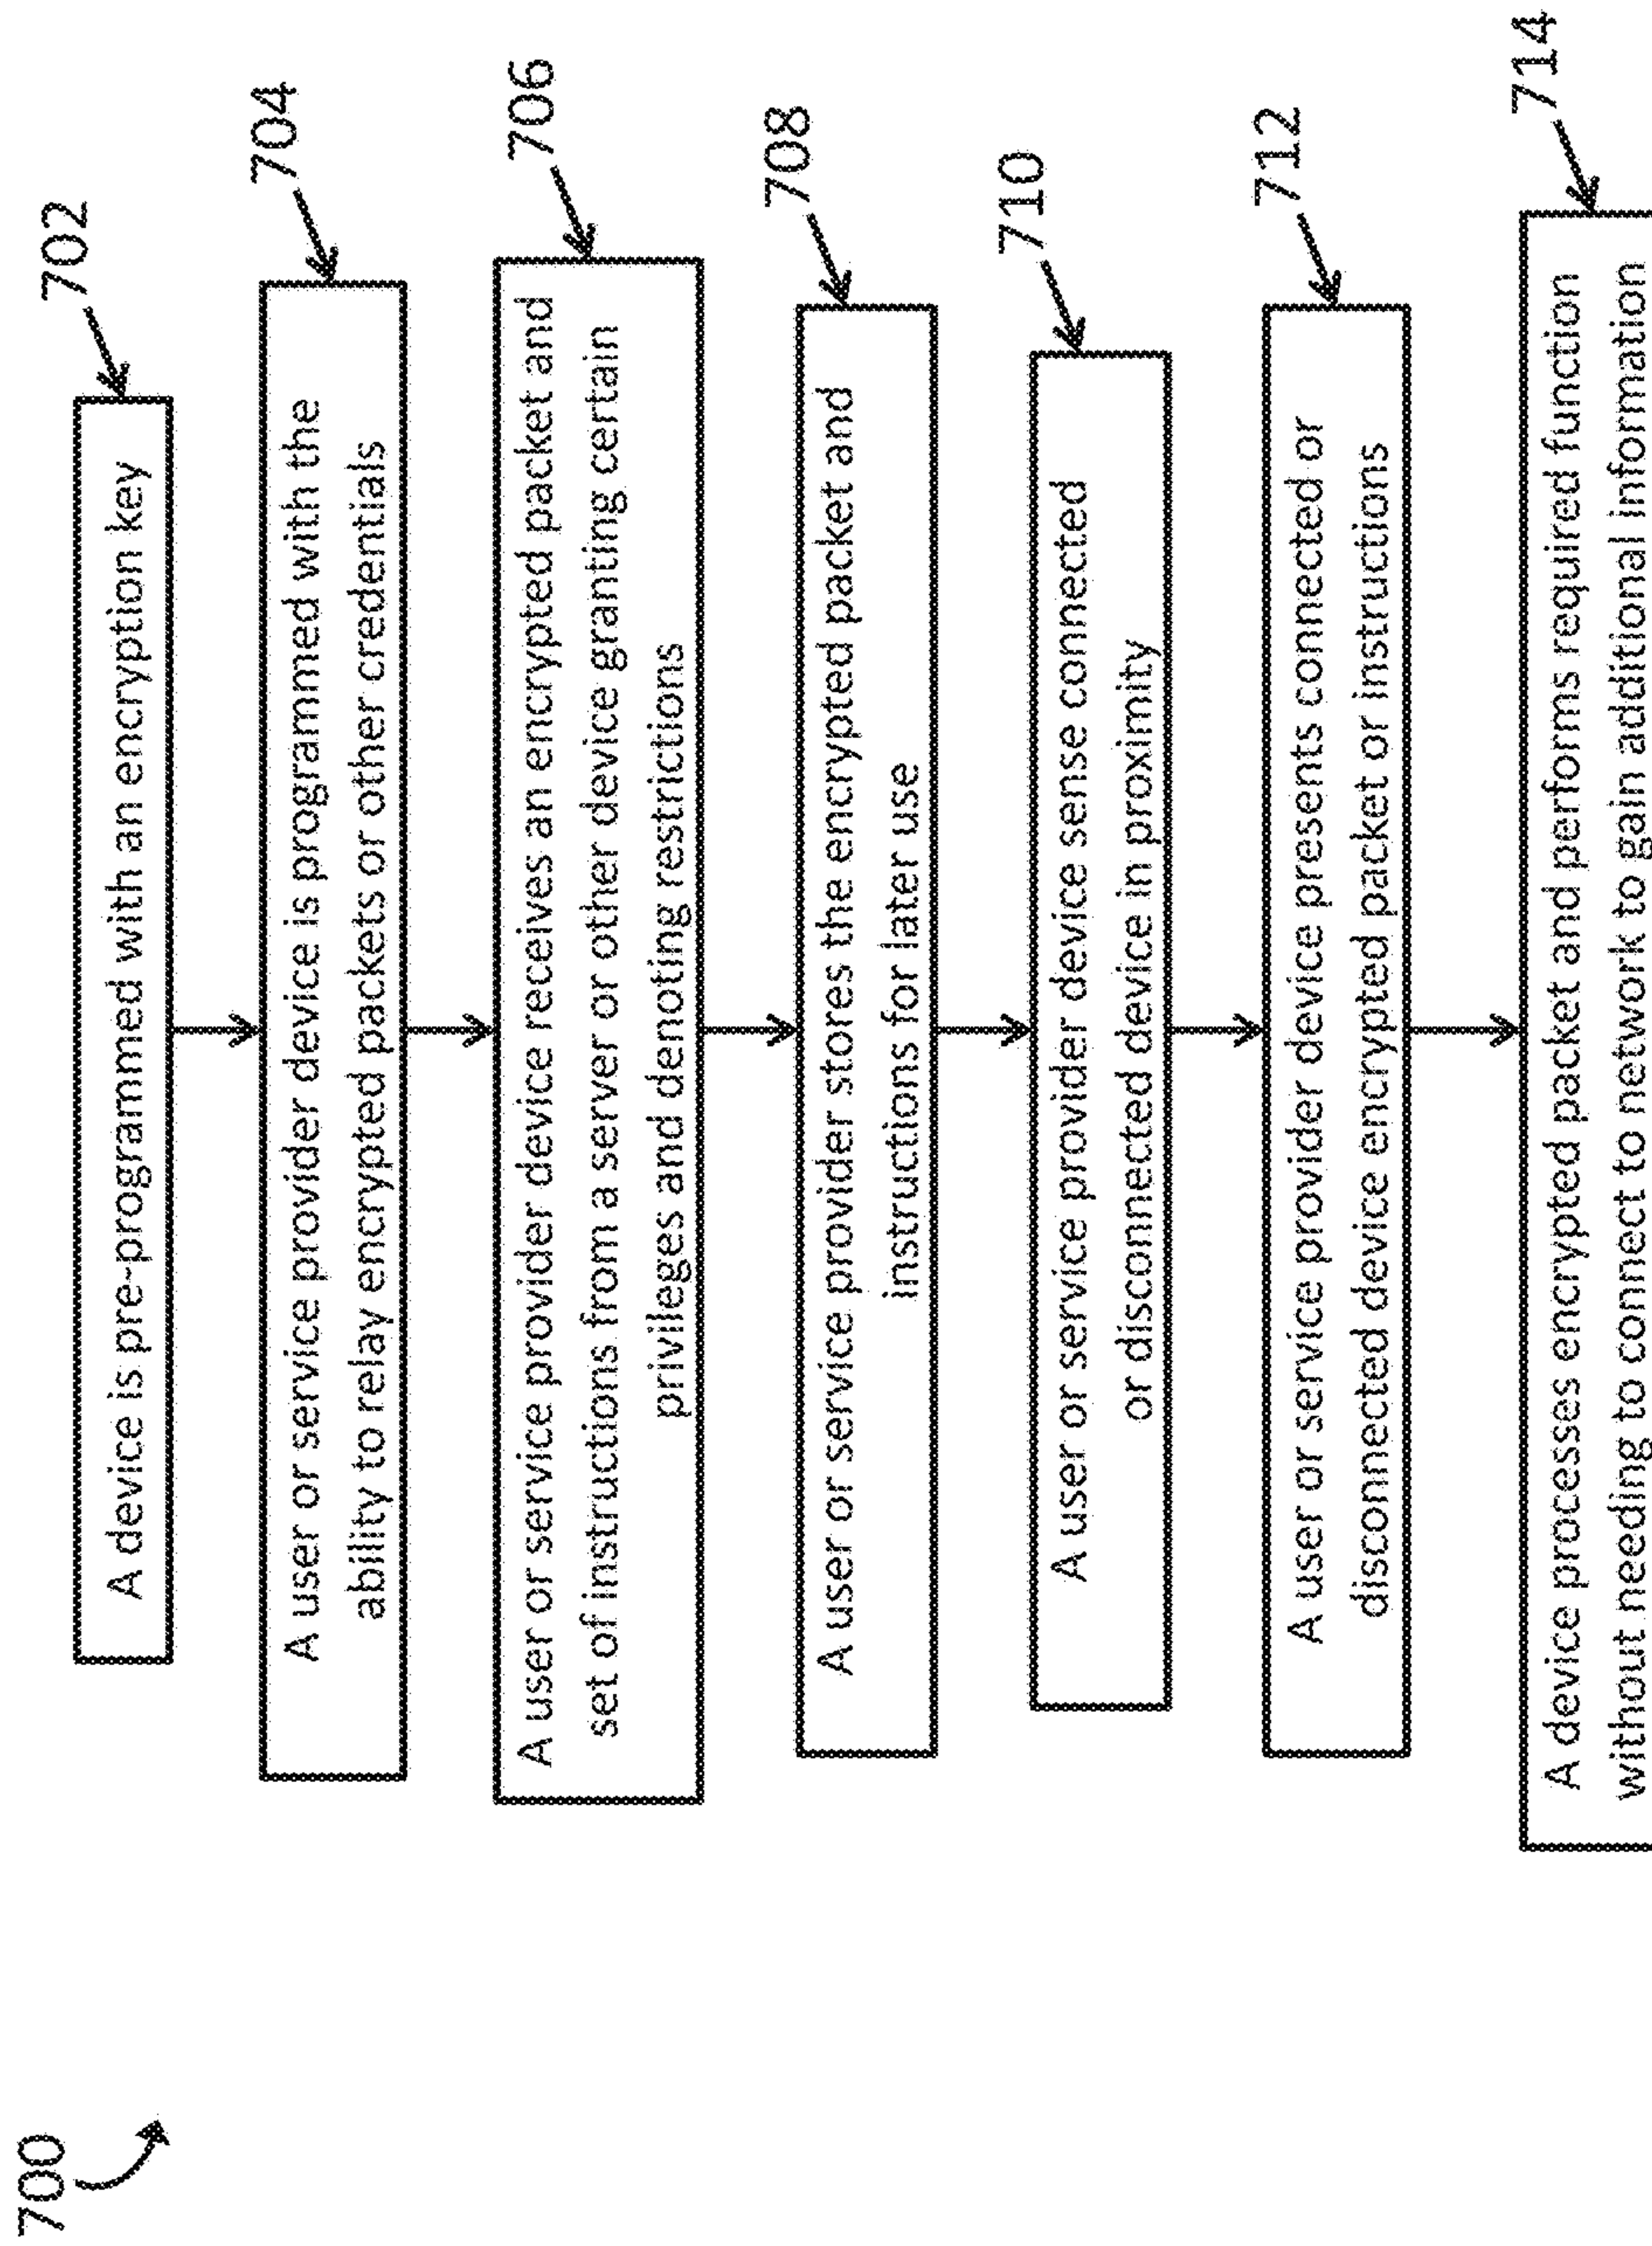 700
702
A device is pre-programmed with an encryption key
704
A user or service provider device is programmed with the
ability to relay encrypted packets or other credentials
706
A user or service provider device receives an encrypted packet and
set of instructions from a server or other device granting certain
privileges and denoting restrictions
708
A user or service provider stores the encrypted packet and
instructions for later use
710
A user or service provider device sense connected
or disconnected device in proximity
712
A user or service provider device presents connected or
disconnected device encrypted packet or instructions
714
A device processes encrypted packet and performs required function
without needing to connect to network to gain additional information